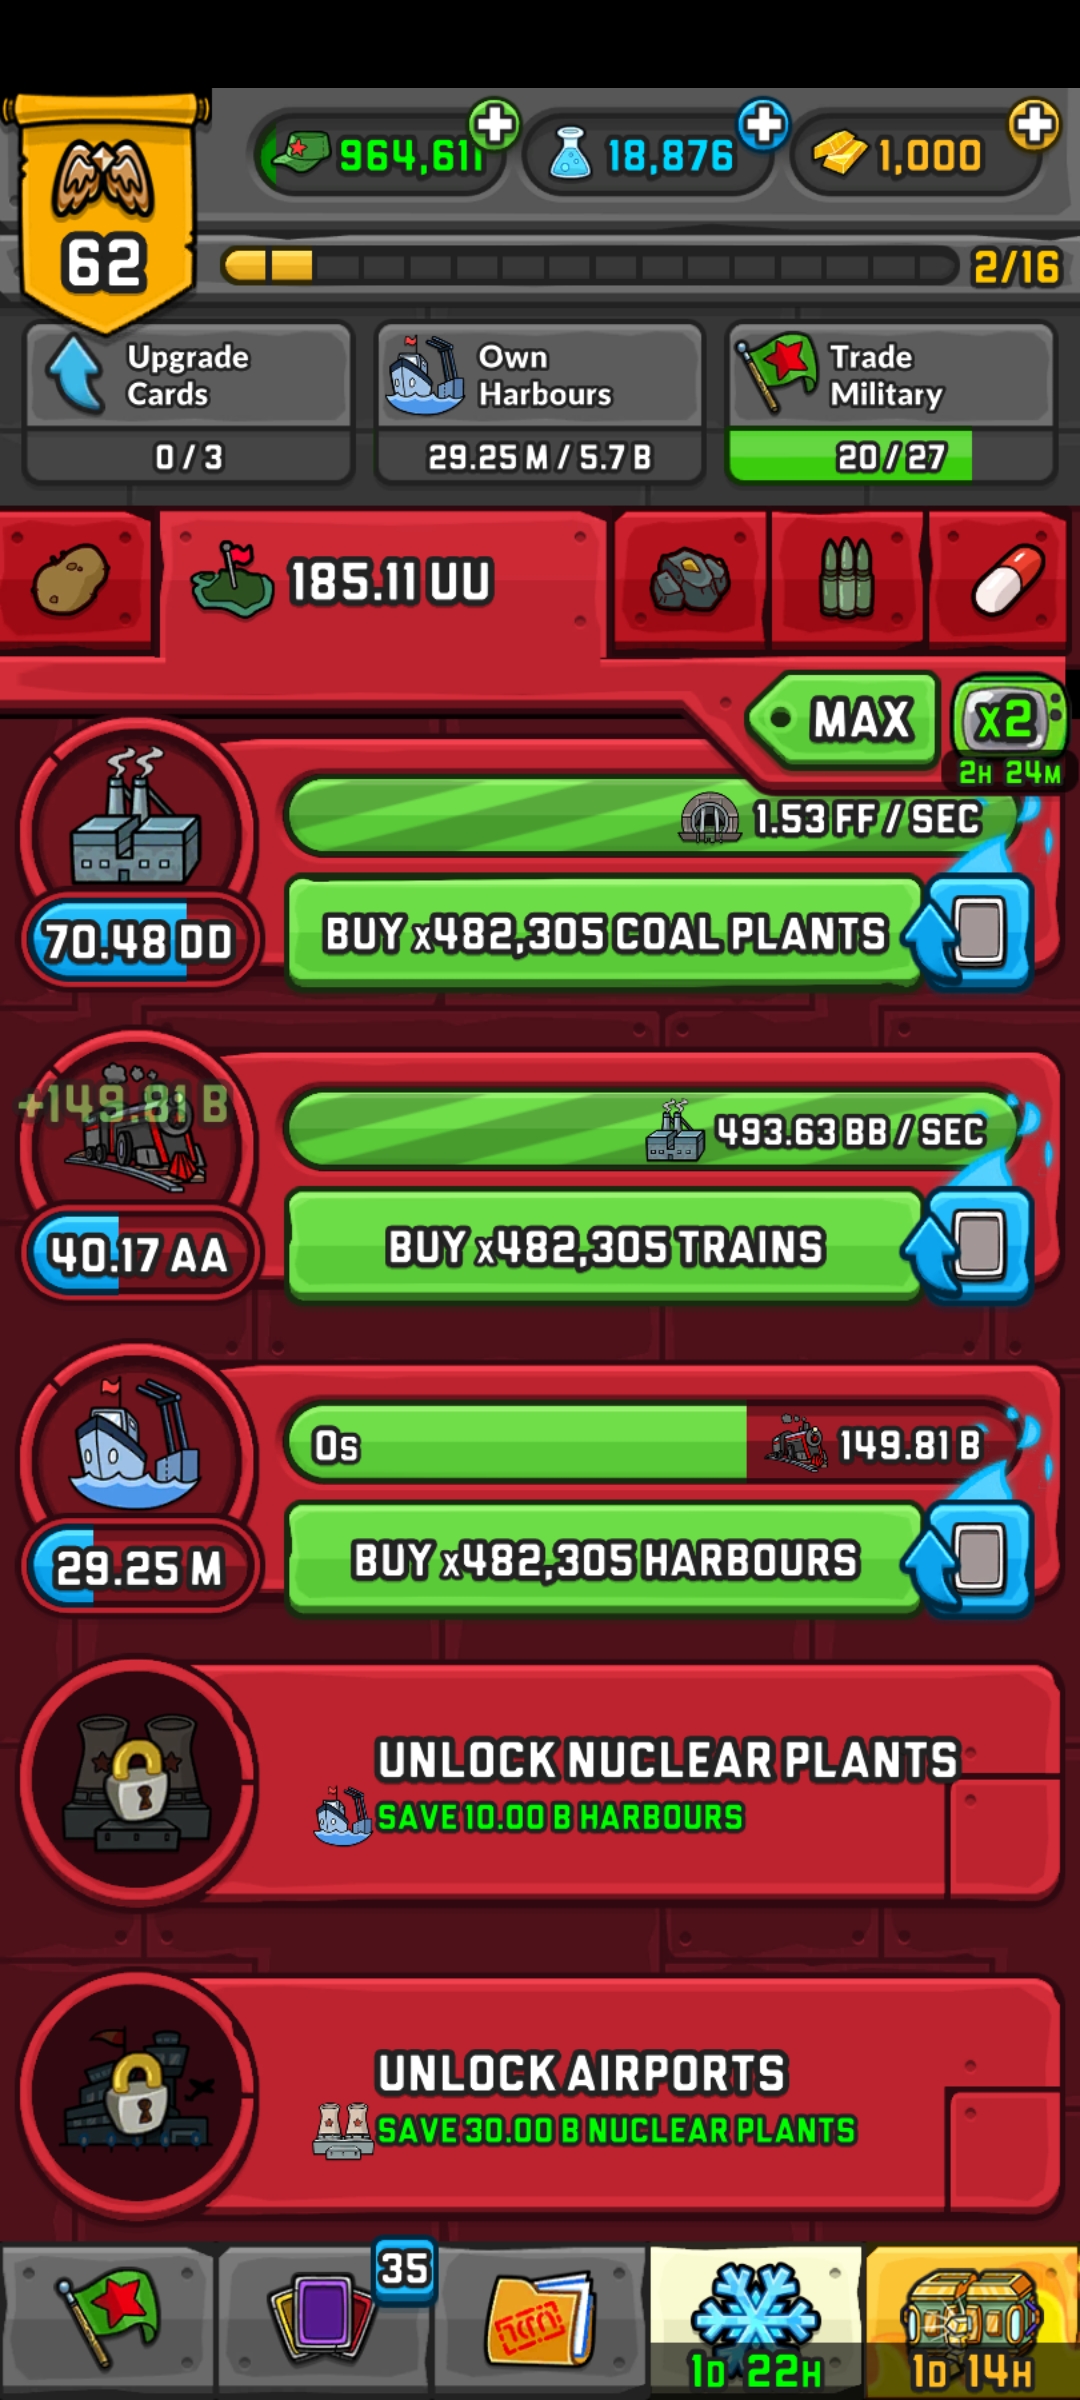 964,611
18,876
1,000
62
2/16
Upgrade
Cards
0 / 3
Own
Harbours
29.25 M / 5.7 B
Trade
Military
20 / 27
185.11 UU
MAX
x2
2H 24M
1.53 FF / SEC
70.48 DD
BUY x482,305 COAL PLANTS
+149.81 B
493.63 BB / SEC
40.17 AA
BUY x482,305 TRAINS
0s
149.81 B
29.25 M
BUY x482,305 HARBOURS
UNLOCK NUCLEAR PLANTS
SAVE 10.00 B HARBOURS
UNLOCK AIRPORTS
SAVE 30.00 B NUCLEAR PLANTS
35
1D 22H
1D 14H